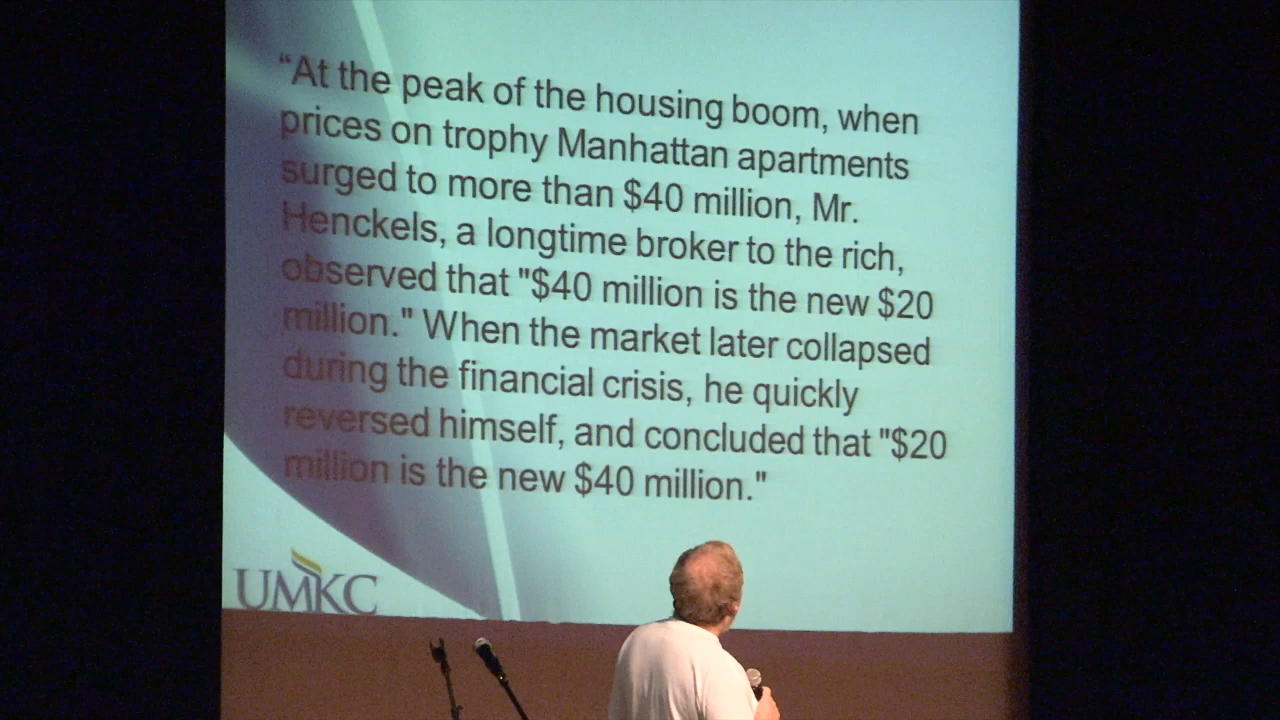 “At the peak of the housing boom, when
prices on trophy Manhattan apartments
surged to more than $40 million, Mr.
Henckels, a longtime broker to the rich,
observed that "$40 million is the new $20
million." When the market later collapsed
during the financial crisis, he quickly
reversed himself, and concluded that "$20
million is the new $40 million."
UMKC